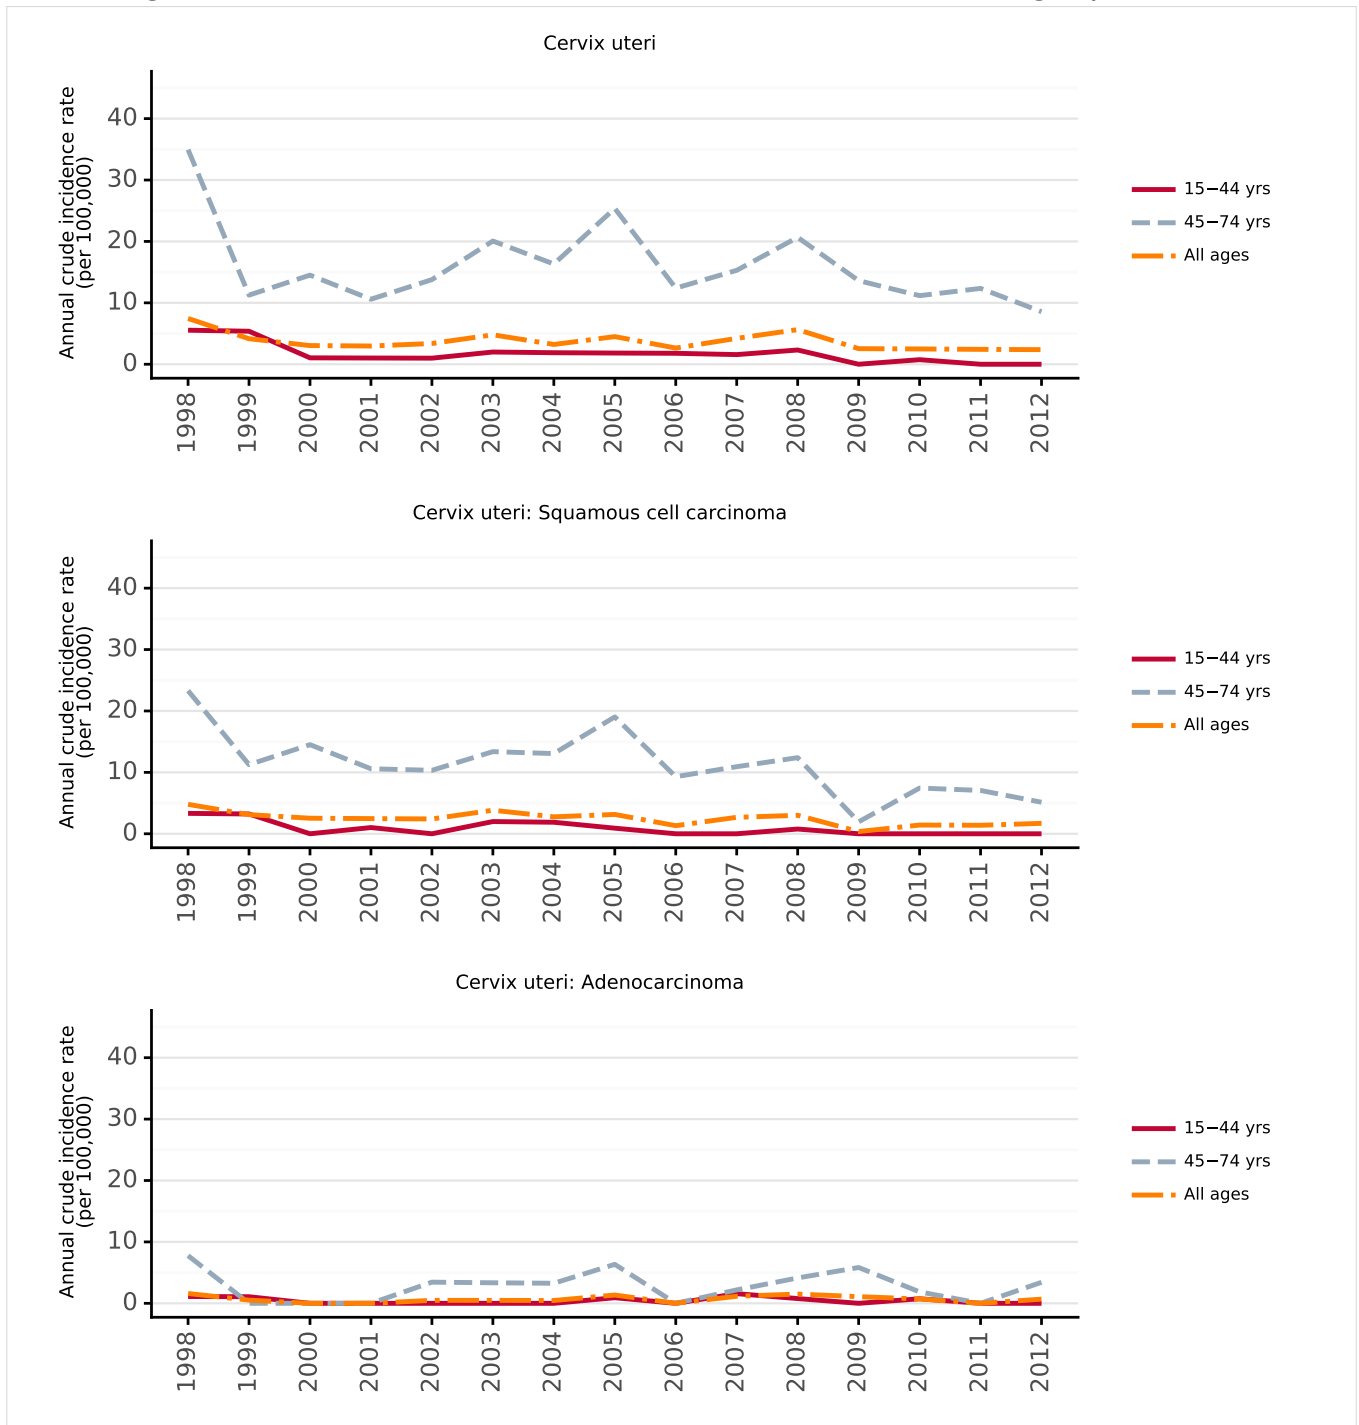 Cervix uteri
Annual crude incidence rate
(per 100,000)
40
30
20
10
0
1998 1999 2000 2001 2002 2003 2004 2005 2006 2007 2008 2009 2010 2011 2012
15−44 yrs
45−74 yrs
All ages
Cervix uteri: Squamous cell carcinoma
Annual crude incidence rate
(per 100,000)
40
30
20
10
0
1998 1999 2000 2001 2002 2003 2004 2005 2006 2007 2008 2009 2010 2011 2012
15−44 yrs
45−74 yrs
All ages
Cervix uteri: Adenocarcinoma
Annual crude incidence rate
(per 100,000)
40
30
20
10
0
1998 1999 2000 2001 2002 2003 2004 2005 2006 2007 2008 2009 2010 2011 2012
15−44 yrs
45−74 yrs
All ages